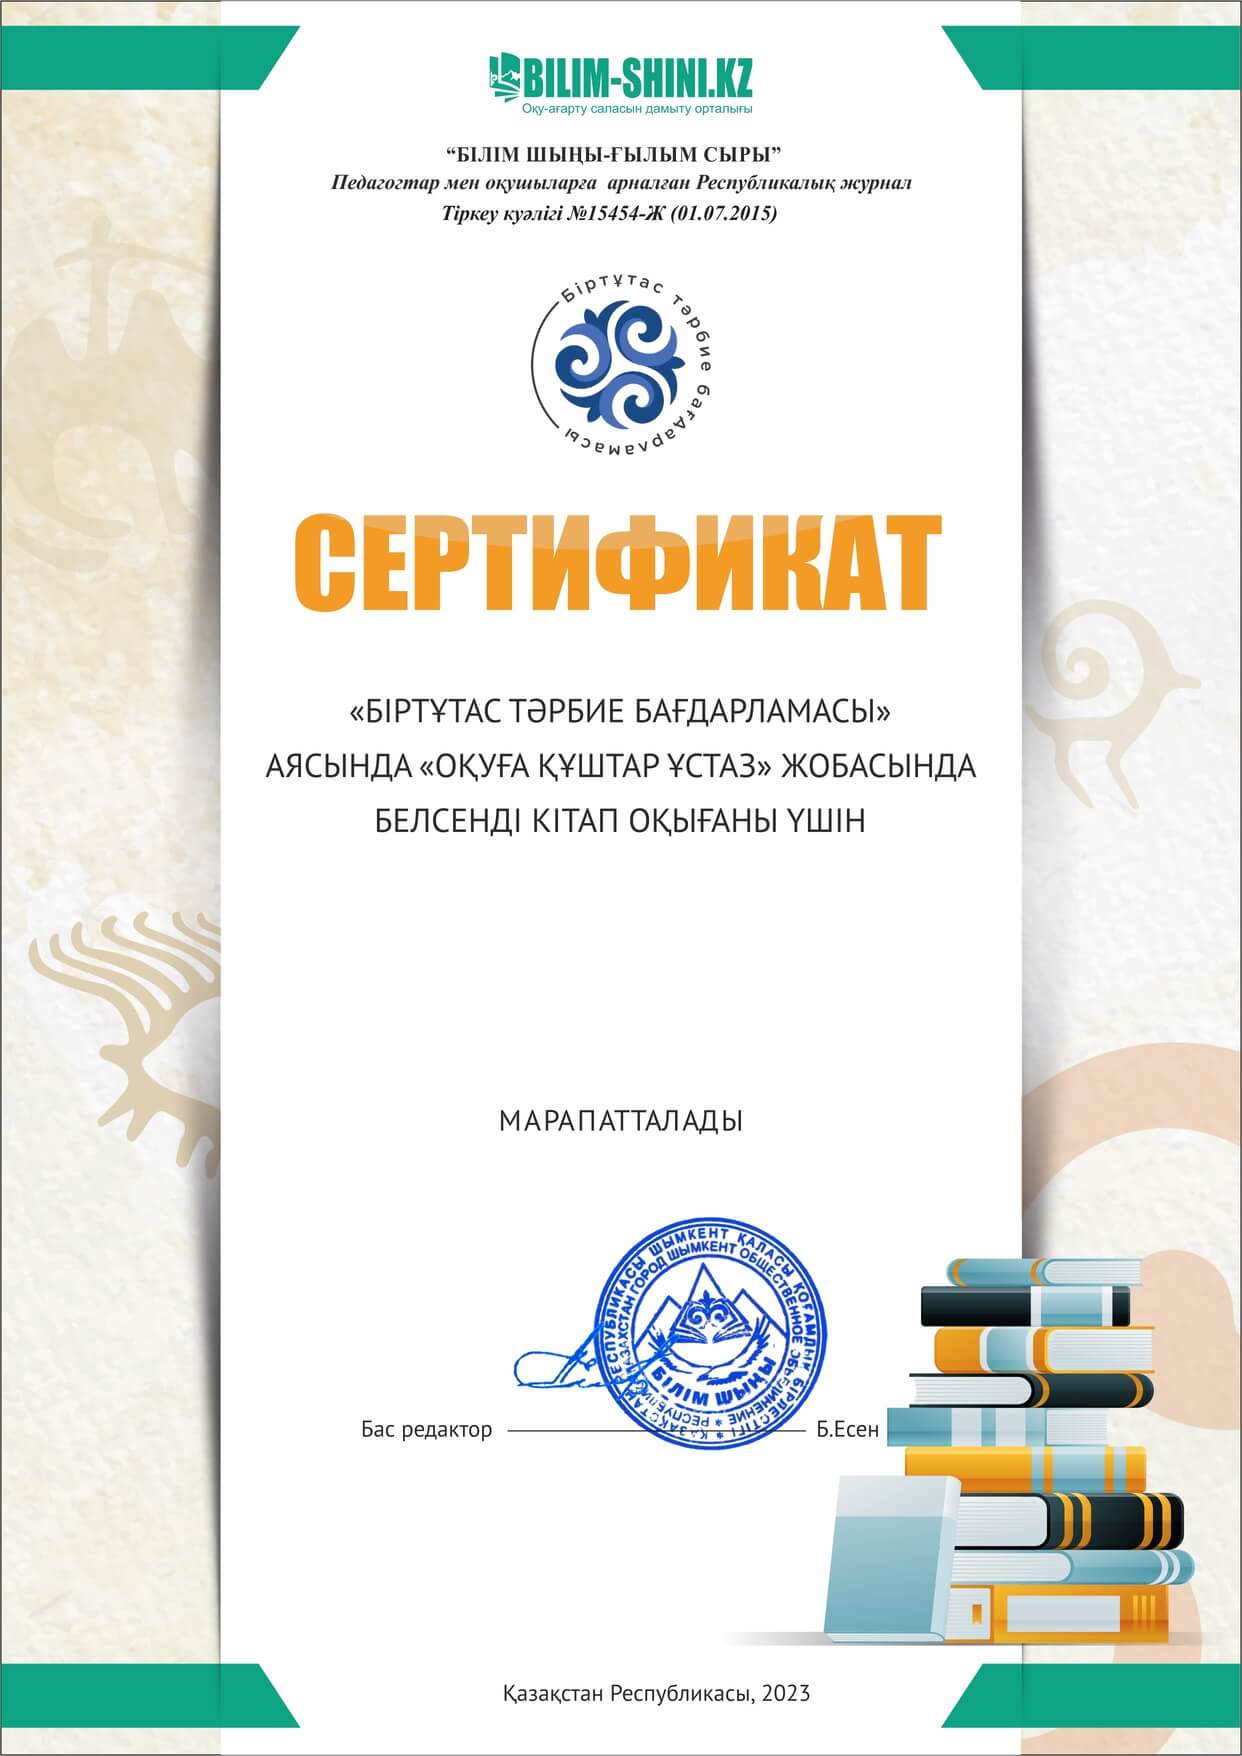 BILIM-SHINI.KZ
Оқу-ағарту саласын дамыту орталығы
“БІЛІМ ШЫҢЫ-ҒЫЛЫМ СЫРЫ”
Педагогтар мен оқушыларға арналған Республикалық журнал
Тіркеу куәлігі №15454-Ж (01.07.2015)
Біртұтас тәрбие бағдарламасы
СЕРТИФИКАТ
«БІРТҰТАС ТӘРБИЕ БАҒДАРЛАМАСЫ»
АЯСЫНДА «ОҚУҒА ҚҰШТАР ҰСТАЗ» ЖОБАСЫНДА
БЕЛСЕНДІ КІТАП ОҚЫҒАНЫ ҮШІН
МАРАПАТТАЛАДЫ
ҚАЗАҚСТАН РЕСПУБЛИКАСЫ ШЫМКЕНТ ҚАЛАСЫ ҚОҒАМДЫҚ БІРЛЕСТІГІ
РЕСПУБЛИКА КАЗАХСТАН ГОРОД ШЫМКЕНТ ОБЩЕСТВЕННОЕ ОБЪЕДИНЕНИЕ
БІЛІМ ШЫҢЫ
Бас редактор Б.Есен
Қазақстан Республикасы, 2023